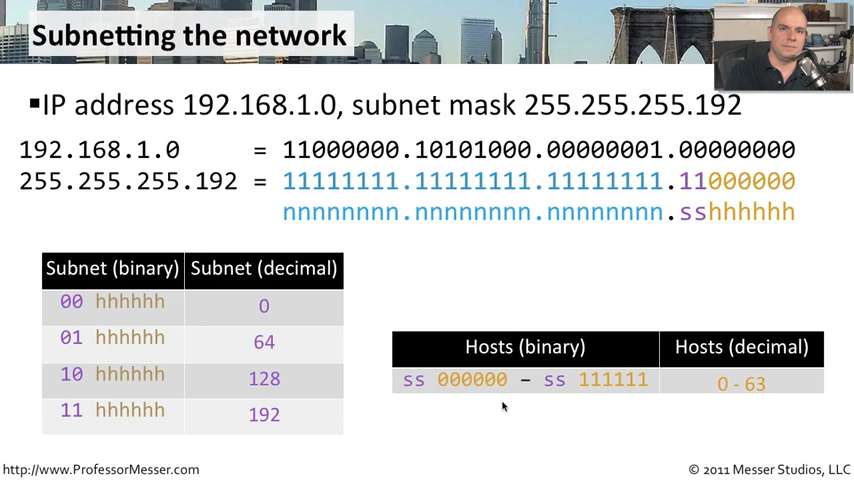 Subnetting the network
▪IP address 192.168.1.0, subnet mask 255.255.255.192
192.168.1.0 = 11000000.10101000.00000001.00000000
255.255.255.192 = 11111111.11111111.11111111.11000000
nnnnnnnn.nnnnnnnn.nnnnnnnn.sshhhhhh
Subnet (binary) Subnet (decimal)
00 hhhhhh 0
01 hhhhhh 64
10 hhhhhh 128
11 hhhhhh 192
Hosts (binary) Hosts (decimal)
ss 000000 – ss 111111 0 - 63
http://www.ProfessorMesser.com © 2011 Messer Studios, LLC